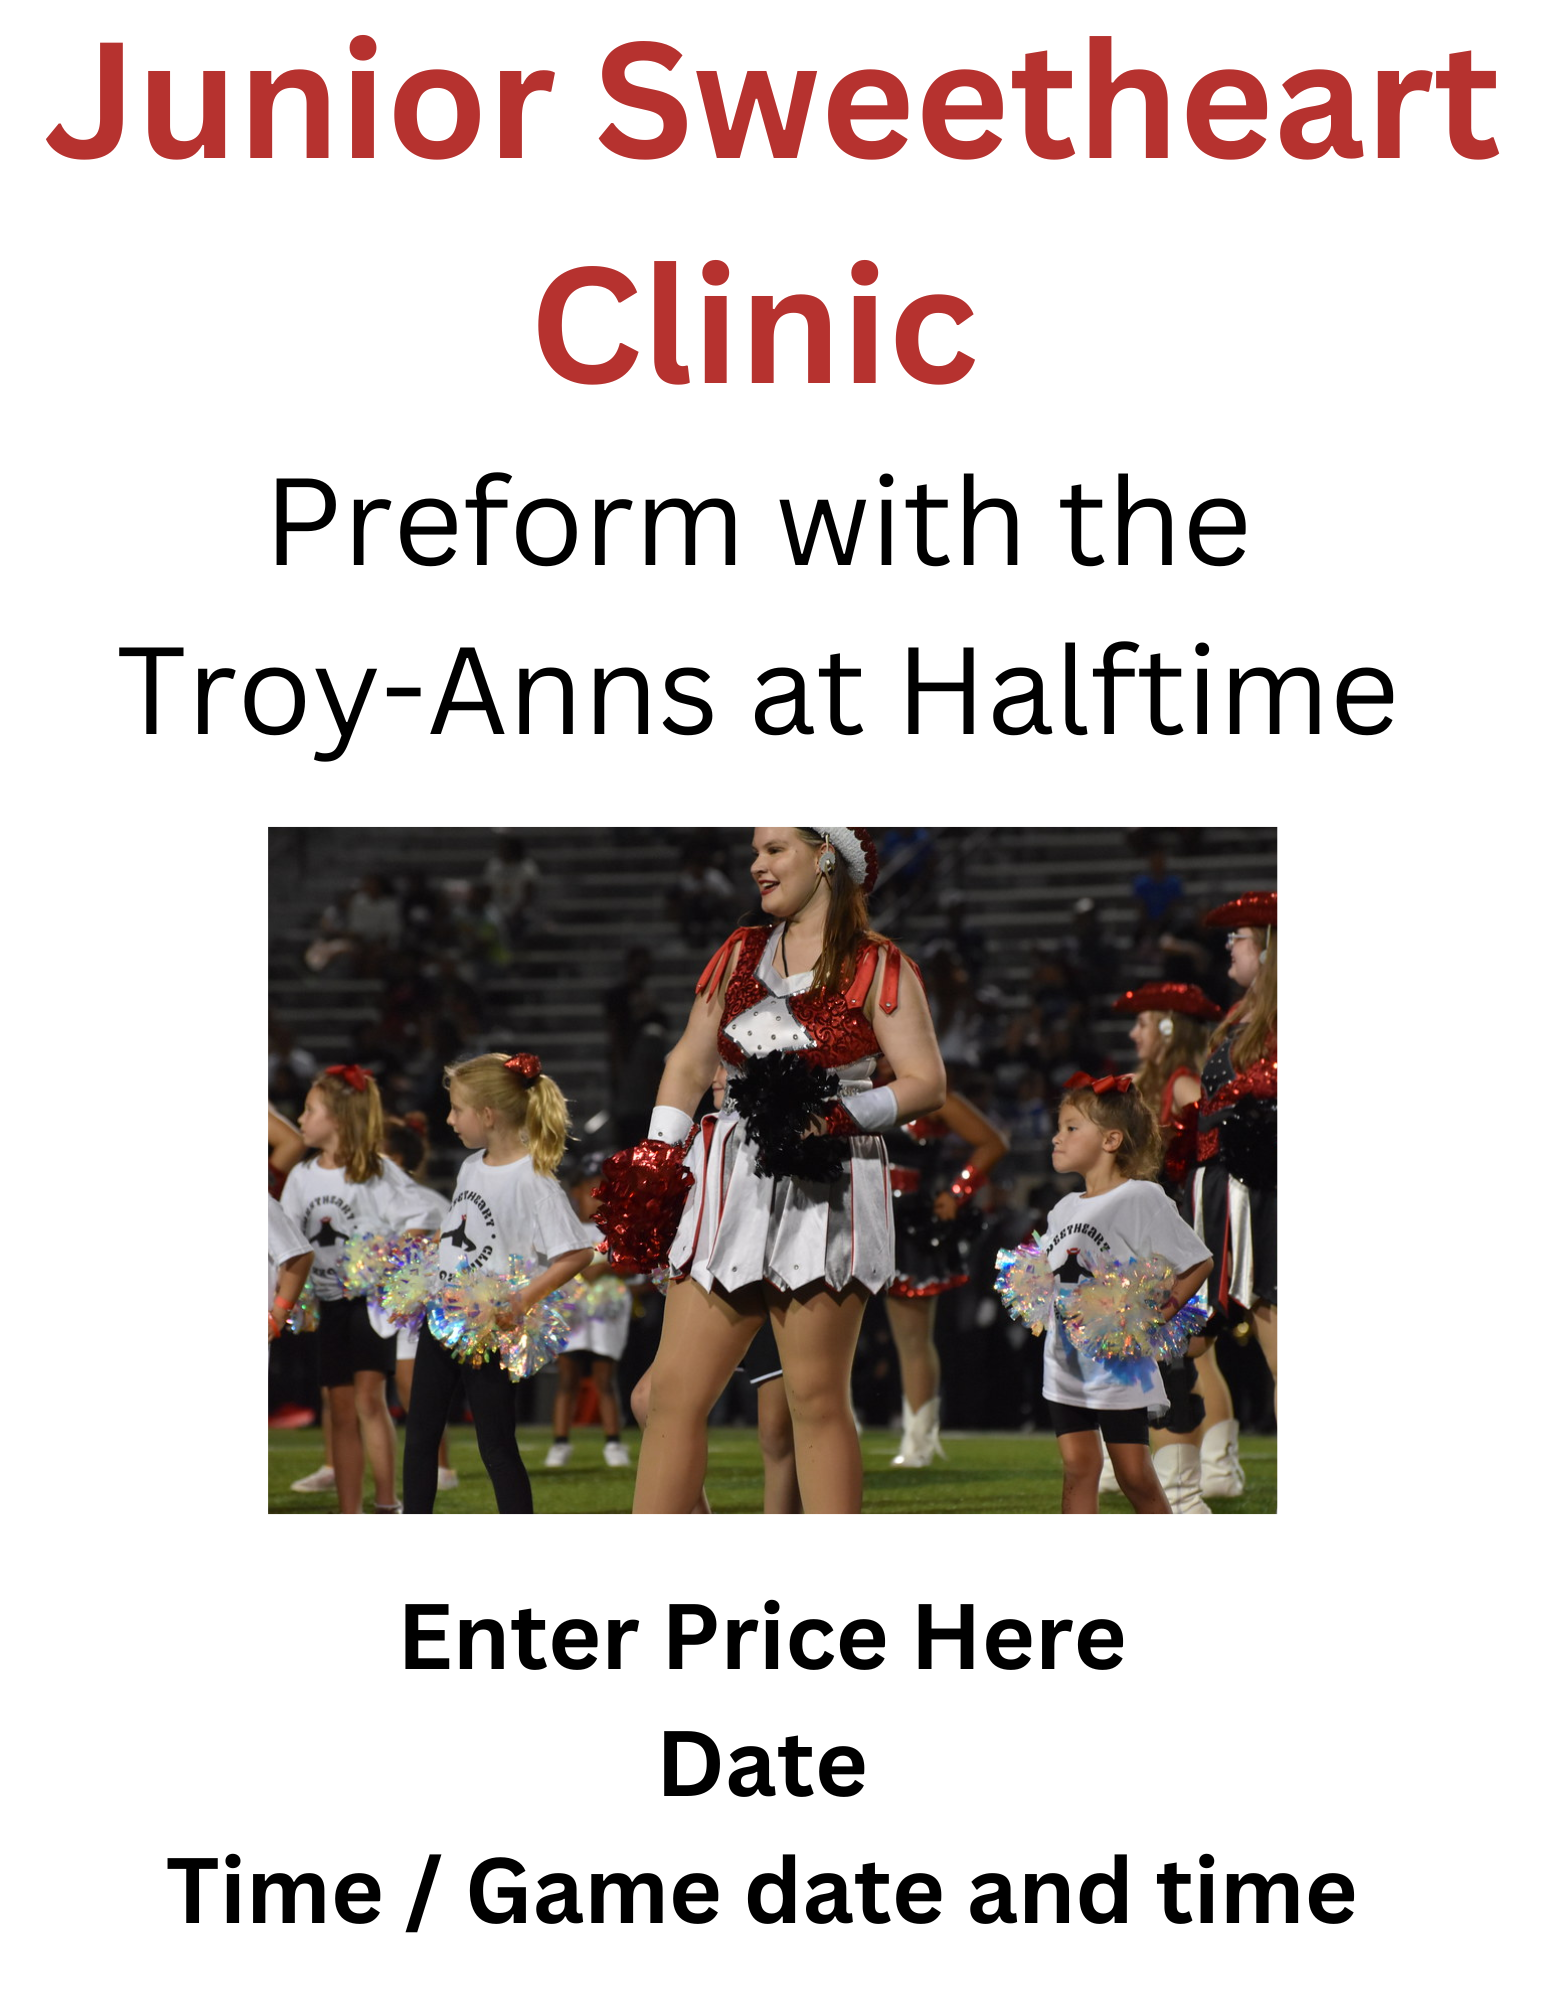 Junior Sweetheart
Clinic
Preform with the
Troy-Anns at Halftime
Enter Price Here
Date
Time / Game date and time